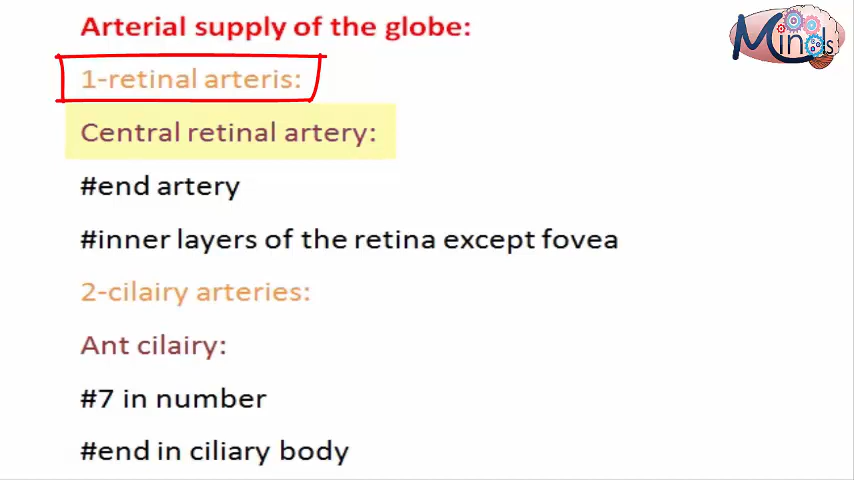 Arterial supply of the globe:
1-retinal arteris:
Central retinal artery:
#end artery
#inner layers of the retina except fovea
2-cilairy arteries:
Ant cilairy:
#7 in number
#end in ciliary body
Minds